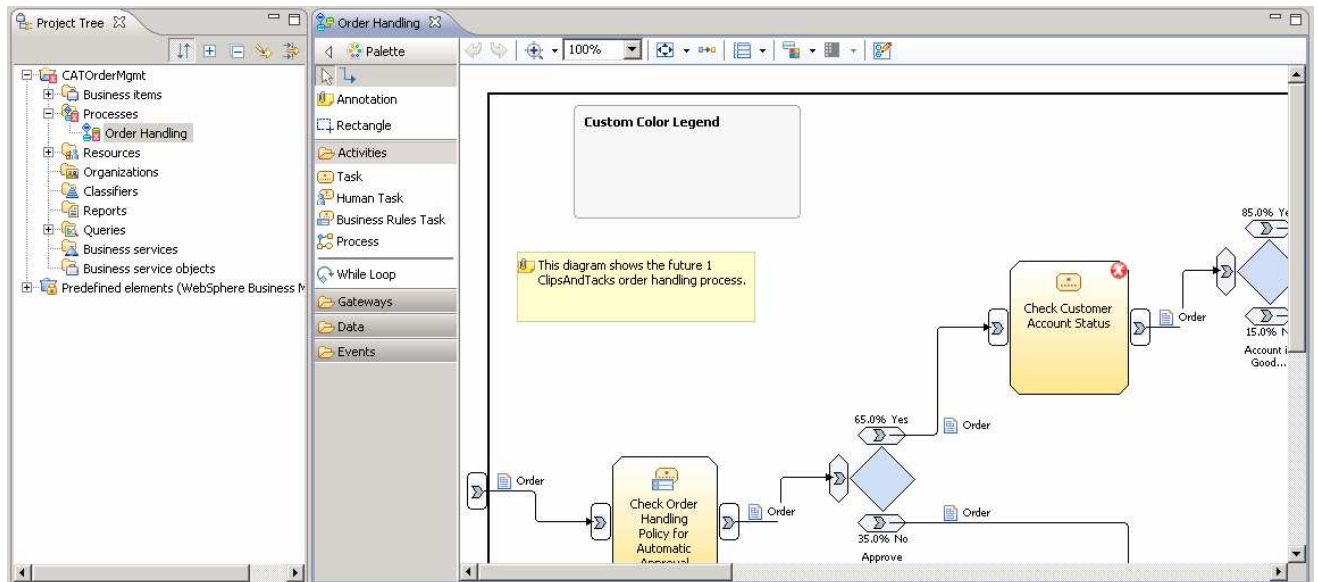 Project Tree
CATOrderMgmt
Business items
Processes
Order Handling
Resources
Organizations
Classifiers
Reports
Queries
Business services
Business service objects
Predefined elements (WebSphere Business M
Order Handling
Palette
100%
Annotation
Rectangle
Activities
Task
Human Task
Business Rules Task
Process
While Loop
Gateways
Data
Events
Custom Color Legend
This diagram shows the future 1
ClipsAndTacks order handling process.
85.0% Ye
Check Customer
Account Status
Order
15.0% N
Account i
Good...
65.0% Yes
Order
Order
Check Order
Handling
Policy for
Automatic
Approval
Order
Order
35.0% No
Approve